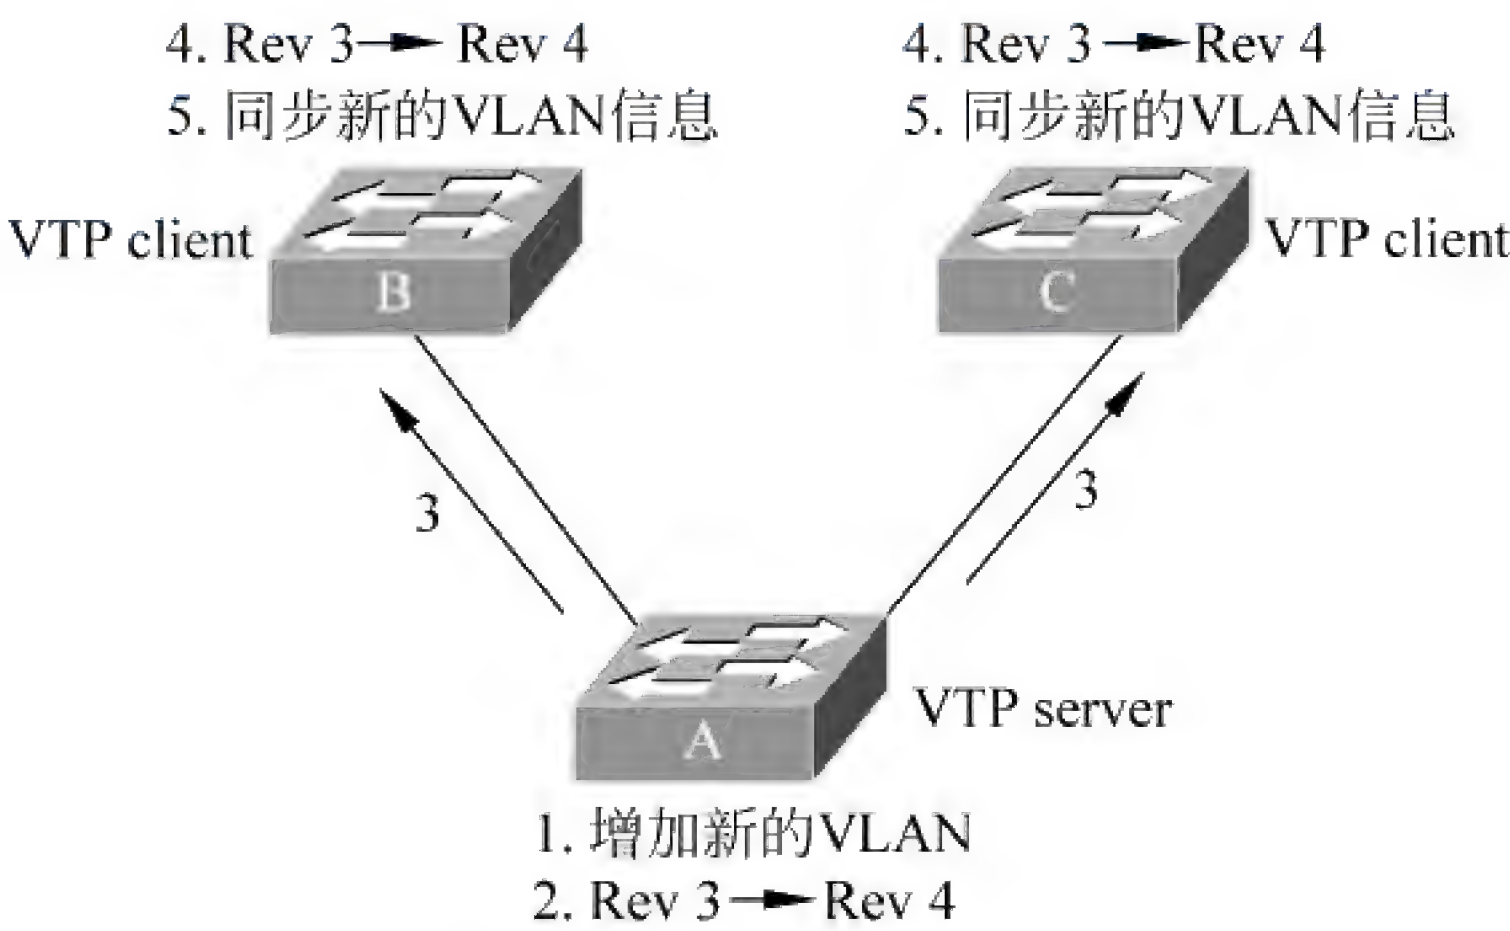 4. Rev 3 → Rev 4
5. 同步新的VLAN信息
4. Rev 3 → Rev 4
5. 同步新的VLAN信息
VTP client
B
C
VTP client
3
3
A
VTP server
1. 增加新的VLAN
2. Rev 3 → Rev 4